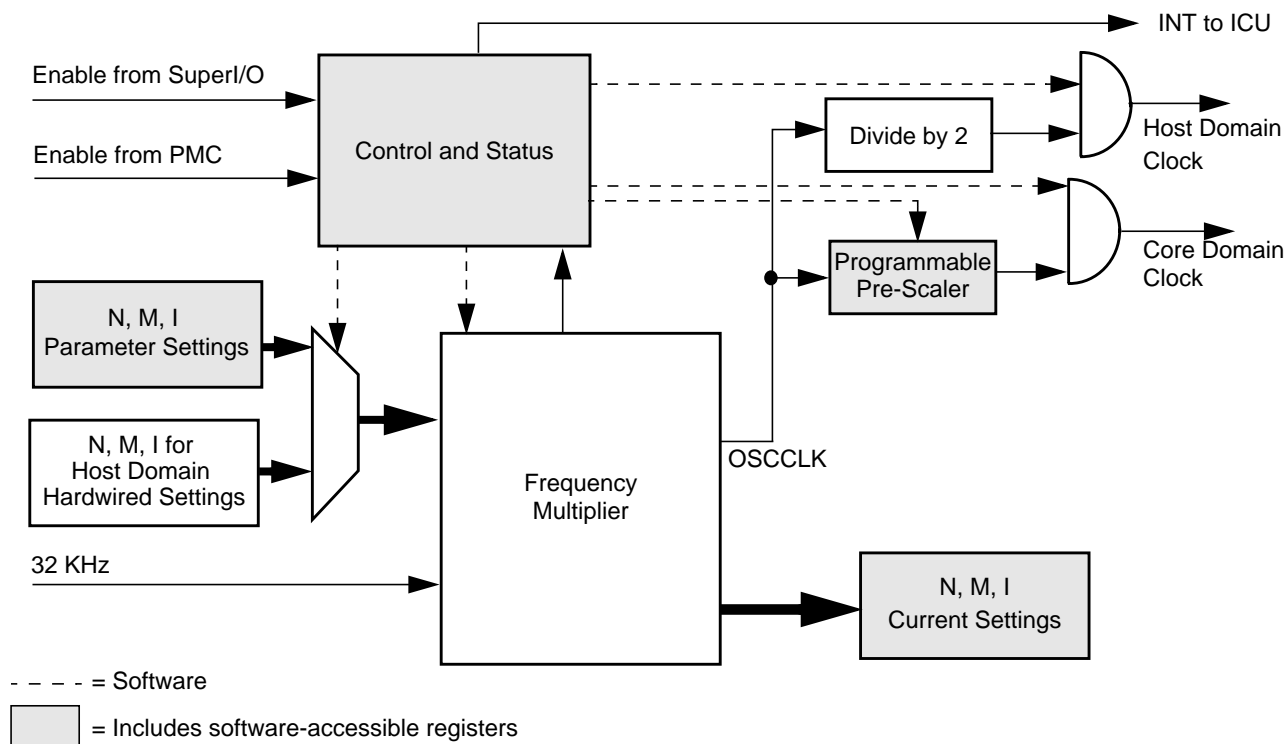 INT to ICU
Enable from SuperI/O
Enable from PMC
Control and Status
Divide by 2
Host Domain
Clock
Programmable
Pre-Scaler
Core Domain
Clock
N, M, I
Parameter Settings
N, M, I for
Host Domain
Hardwired Settings
Frequency
Multiplier
OSCCLK
32 KHz
N, M, I
Current Settings
= Software
= Includes software-accessible registers